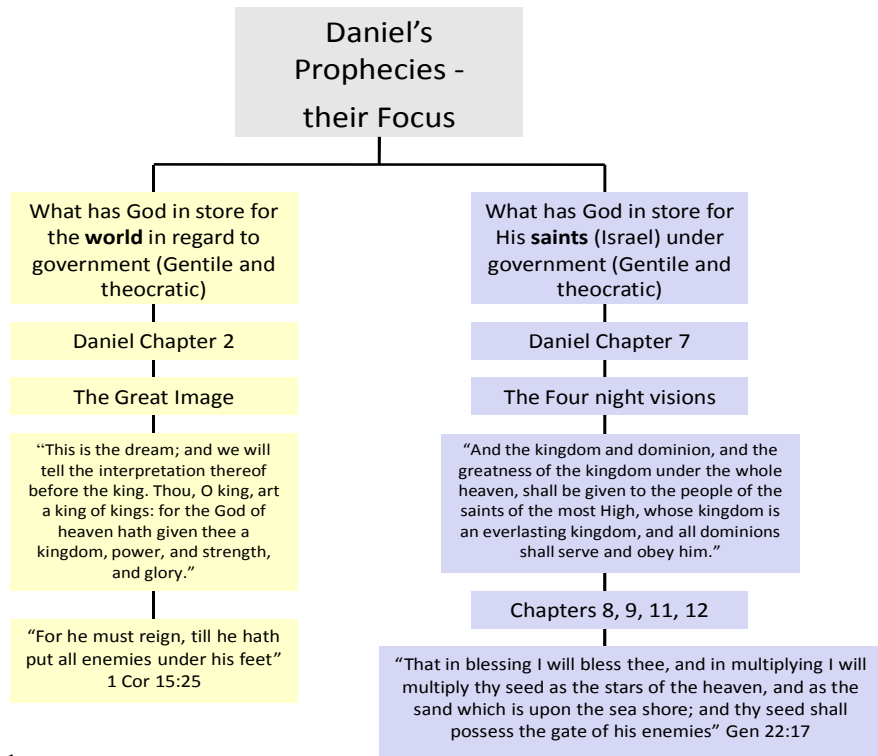 Daniel's
Prophecies -
their Focus
What has God in store for
the world in regard to
government (Gentile and
theocratic)
Daniel Chapter 2
The Great Image
“This is the dream; and we will
tell the interpretation thereof
before the king. Thou, O king, art
a king of kings: for the God of
heaven hath given thee a
kingdom, power, and strength,
and glory.”
“For he must reign, till he hath
put all enemies under his feet”
1 Cor 15:25
What has God in store for
His saints (Israel) under
government (Gentile and
theocratic)
Daniel Chapter 7
The Four night visions
“And the kingdom and dominion, and the
greatness of the kingdom under the whole
heaven, shall be given to the people of the
saints of the most High, whose kingdom is
an everlasting kingdom, and all dominions
shall serve and obey him.”
Chapters 8, 9, 11, 12
“That in blessing I will bless thee, and in multiplying I will
multiply thy seed as the stars of the heaven, and as the
sand which is upon the sea shore; and thy seed shall
possess the gate of his enemies” Gen 22:17